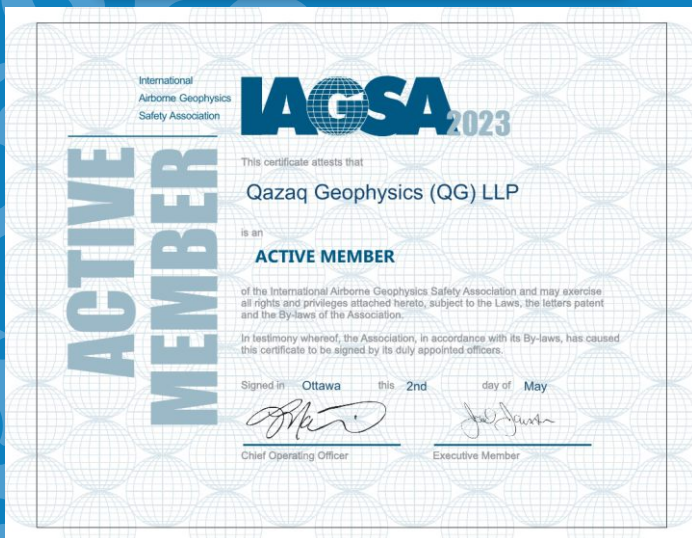 International
Airborne Geophysics
Safety Association
IAGSA
2023
ACTIVE
MEMBER
This certificate attests that
Qazaq Geophysics (QG) LLP
is an
ACTIVE MEMBER
of the International Airborne Geophysics Safety Association and may exercise
all rights and privileges attached hereto, subject to the Laws, the letters patent
and the By-laws of the Association.
In testimony whereof, the Association, in accordance with its By-laws, has caused
this certificate to be signed by its duly appointed officers.
Signed in Ottawa this 2nd day of May
Chief Operating Officer Executive Member